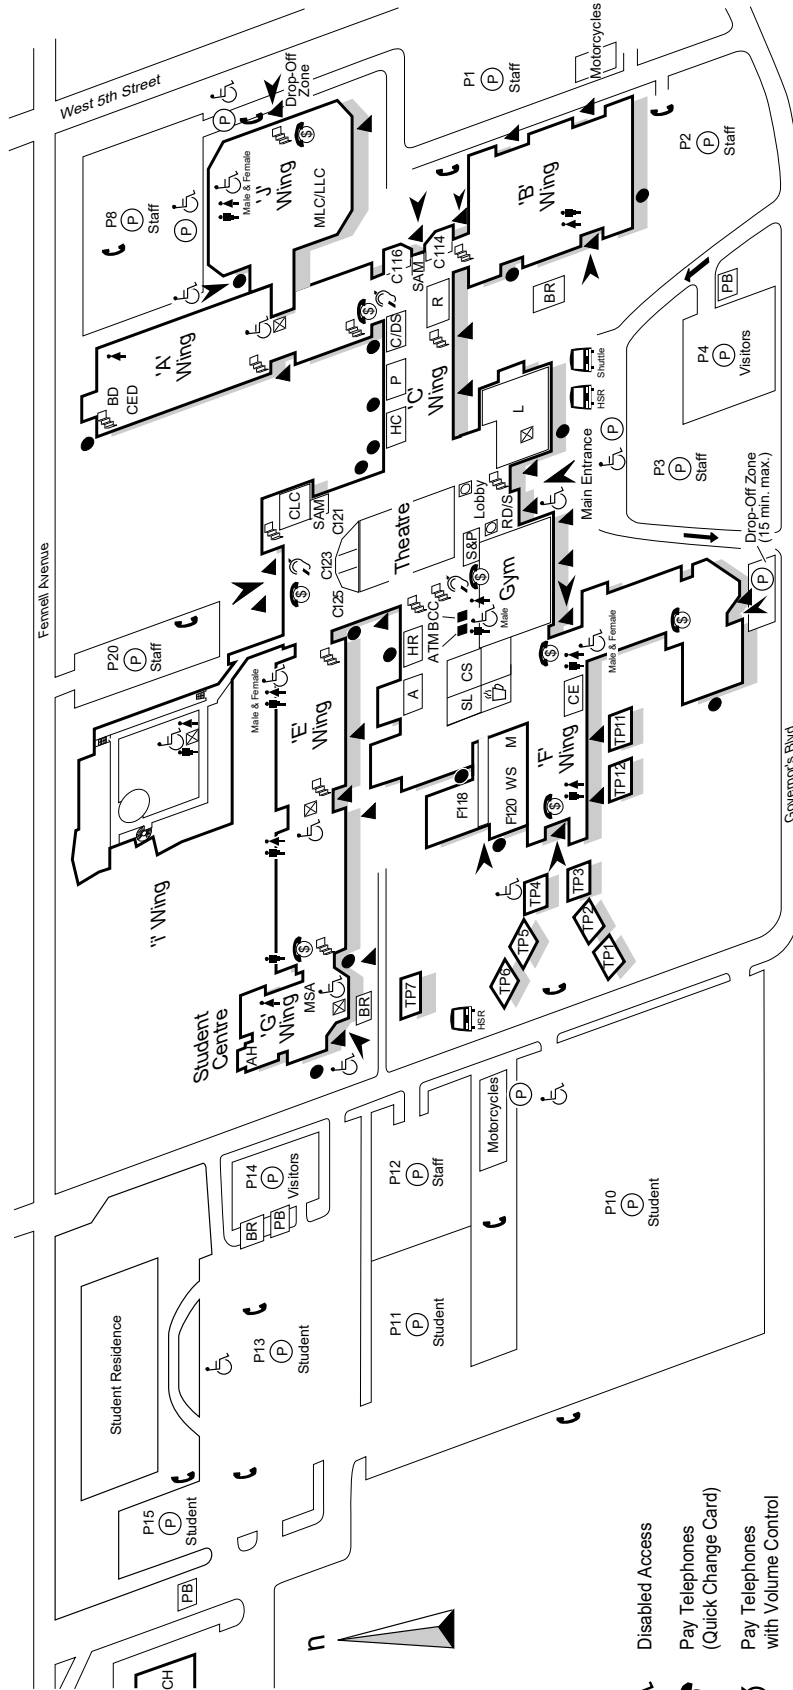 West 5th Street
Drop-Off
Zone
P1
P
Staff
Motorcycles
P8
P
Staff
P
P
Male & Female
'J'
Wing
MLC/LLC
P2
P
Staff
'B'
Wing
C116
SAM
C114
BR
PB
R
C/DS
P
HC
'C'
Wing
'A'
Wing
BD
CED
L
Shuttle
HSR
P4
P
Visitors
P3
P
Staff
P
Main Entrance
Drop-Off Zone
(15 min. max.)
P
CLC
SAM
C121
C123
C125
Theatre
Lobby
RD/S
S&P
Gym
Male
ATM
BCC
HR
A
SL
CS
Fennell Avenue
P20
P
Staff
Male & Female
'E'
Wing
'i' Wing
Male & Female
CE
'F'
Wing
F118
F120
WS
M
TP11
TP12
TP3
TP4
TP2
TP1
TP5
TP6
TP7
HSR
Governor's Blvd
Student
Centre
AH
'G'
Wing
MSA
BR
P14
P
Visitors
BR
PB
P12
P
Staff
Motorcycles
P
P10
P
Student
P11
P
Student
P13
P
Student
Student Residence
P15
P
Student
PB
CH
n
Disabled Access
Pay Telephones
(Quick Change Card)
Pay Telephones
with Volume Control